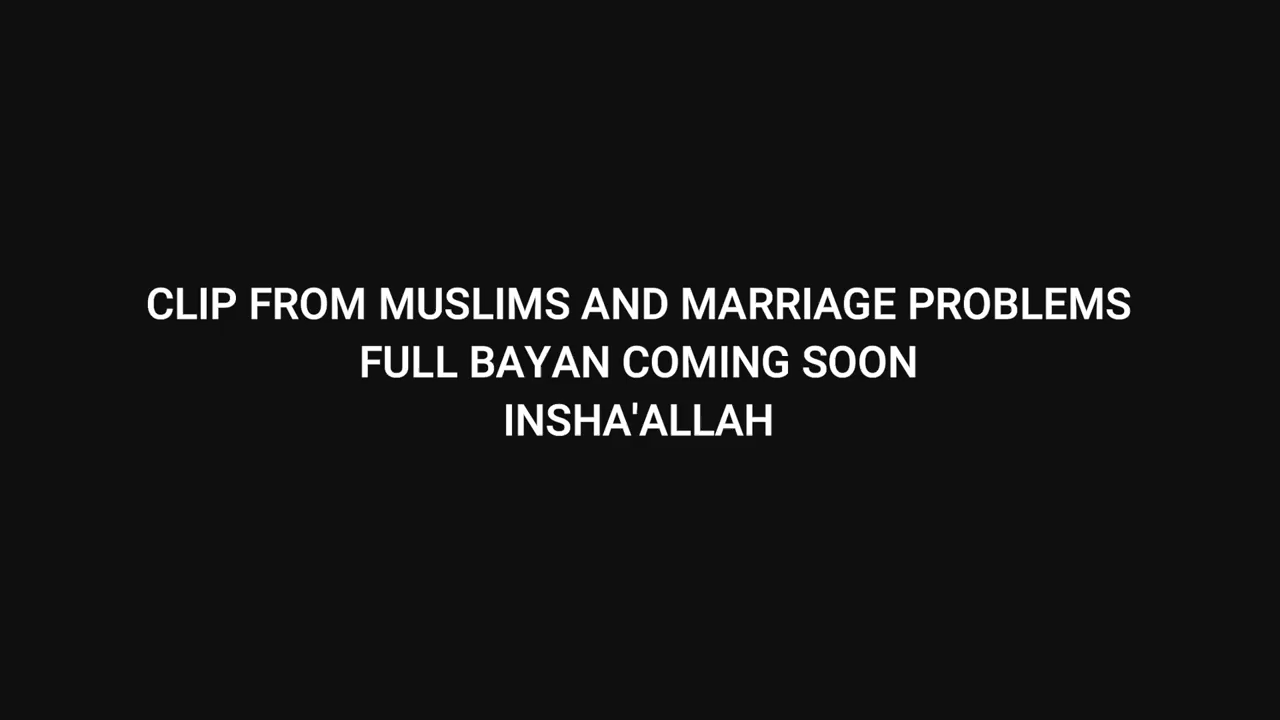 CLIP FROM MUSLIMS AND MARRIAGE PROBLEMS
FULL BAYAN COMING SOON
INSHA'ALLAH